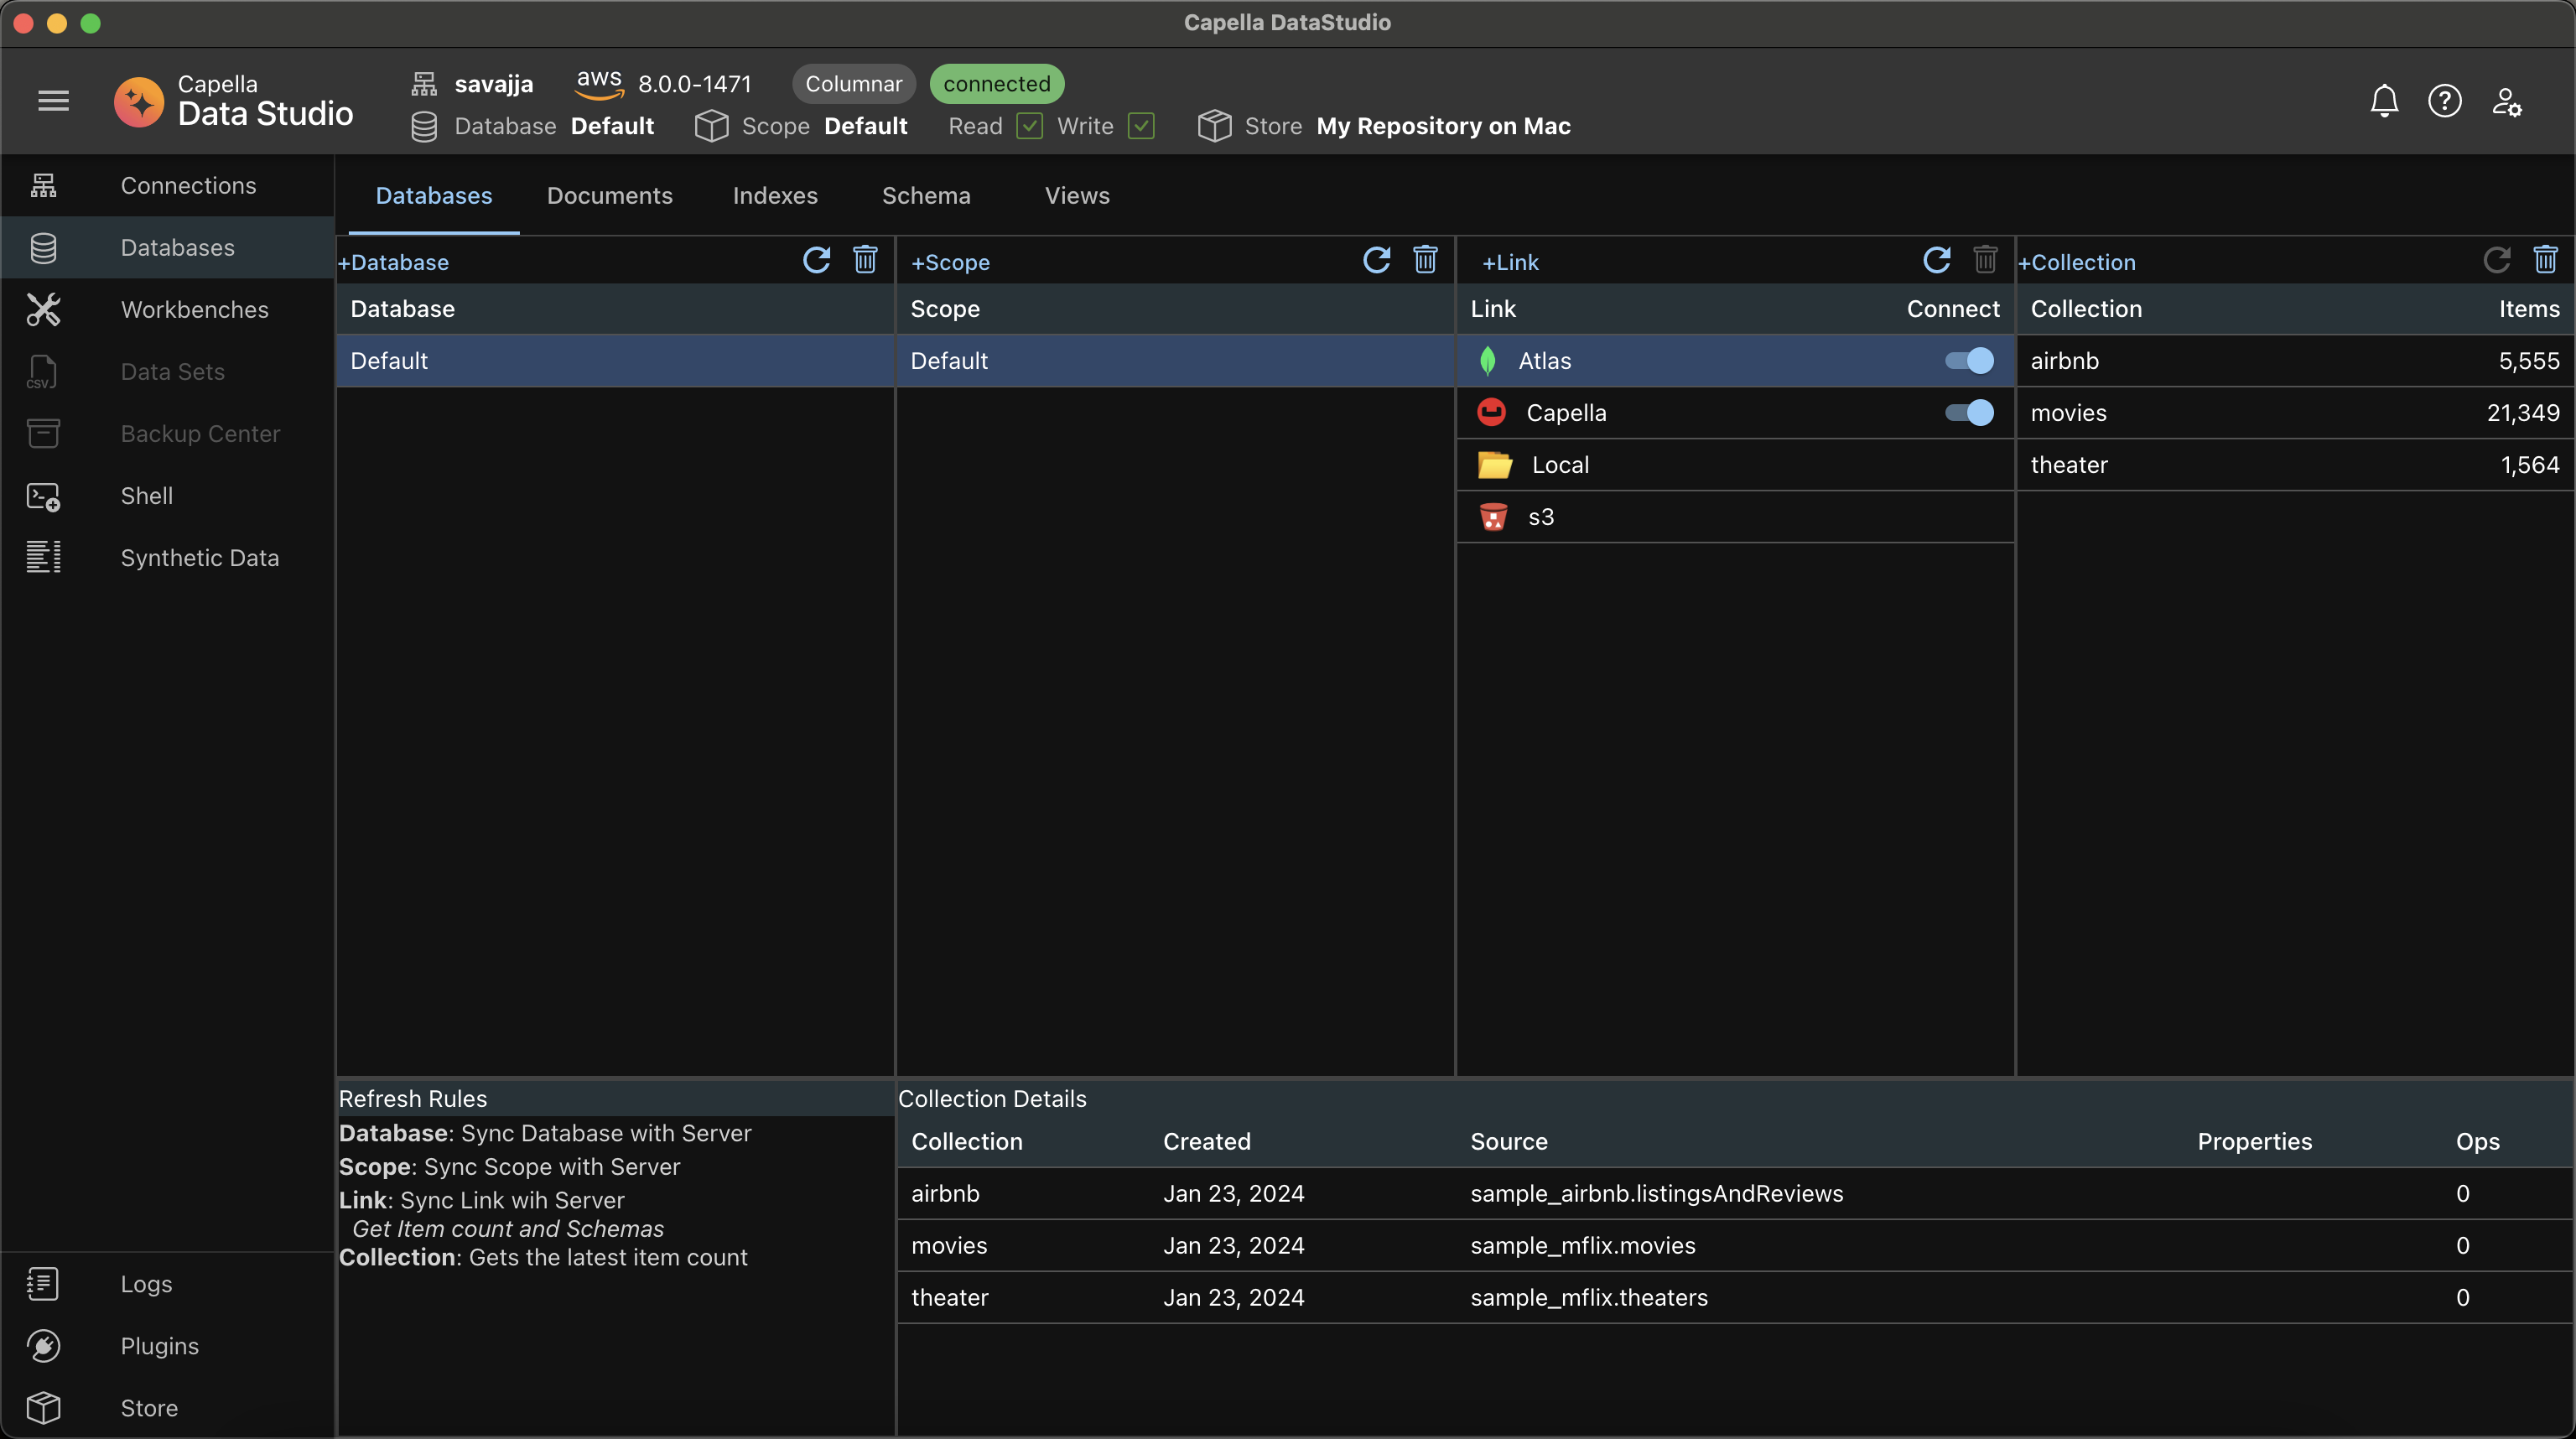 Capella DataStudio
Capella
Data Studio
savajja aws 8.0.0-1471 Columnar connected
Database Default Scope Default Read Write Store My Repository on Mac
Connections
Databases
Workbenches
CSV Data Sets
Backup Center
Shell
Synthetic Data
Logs
Plugins
Store
Databases Documents Indexes Schema Views
+Database
Database
Default
+Scope
Scope
Default
+Link
Link Connect
Atlas
Capella
Local
s3
+Collection
Collection Items
airbnb 5,555
movies 21,349
theater 1,564
Refresh Rules
Database: Sync Database with Server
Scope: Sync Scope with Server
Link: Sync Link wih Server
Get Item count and Schemas
Collection: Gets the latest item count
Collection Details
Collection Created Source Properties Ops
airbnb Jan 23, 2024 sample_airbnb.listingsAndReviews 0
movies Jan 23, 2024 sample_mflix.movies 0
theater Jan 23, 2024 sample_mflix.theaters 0